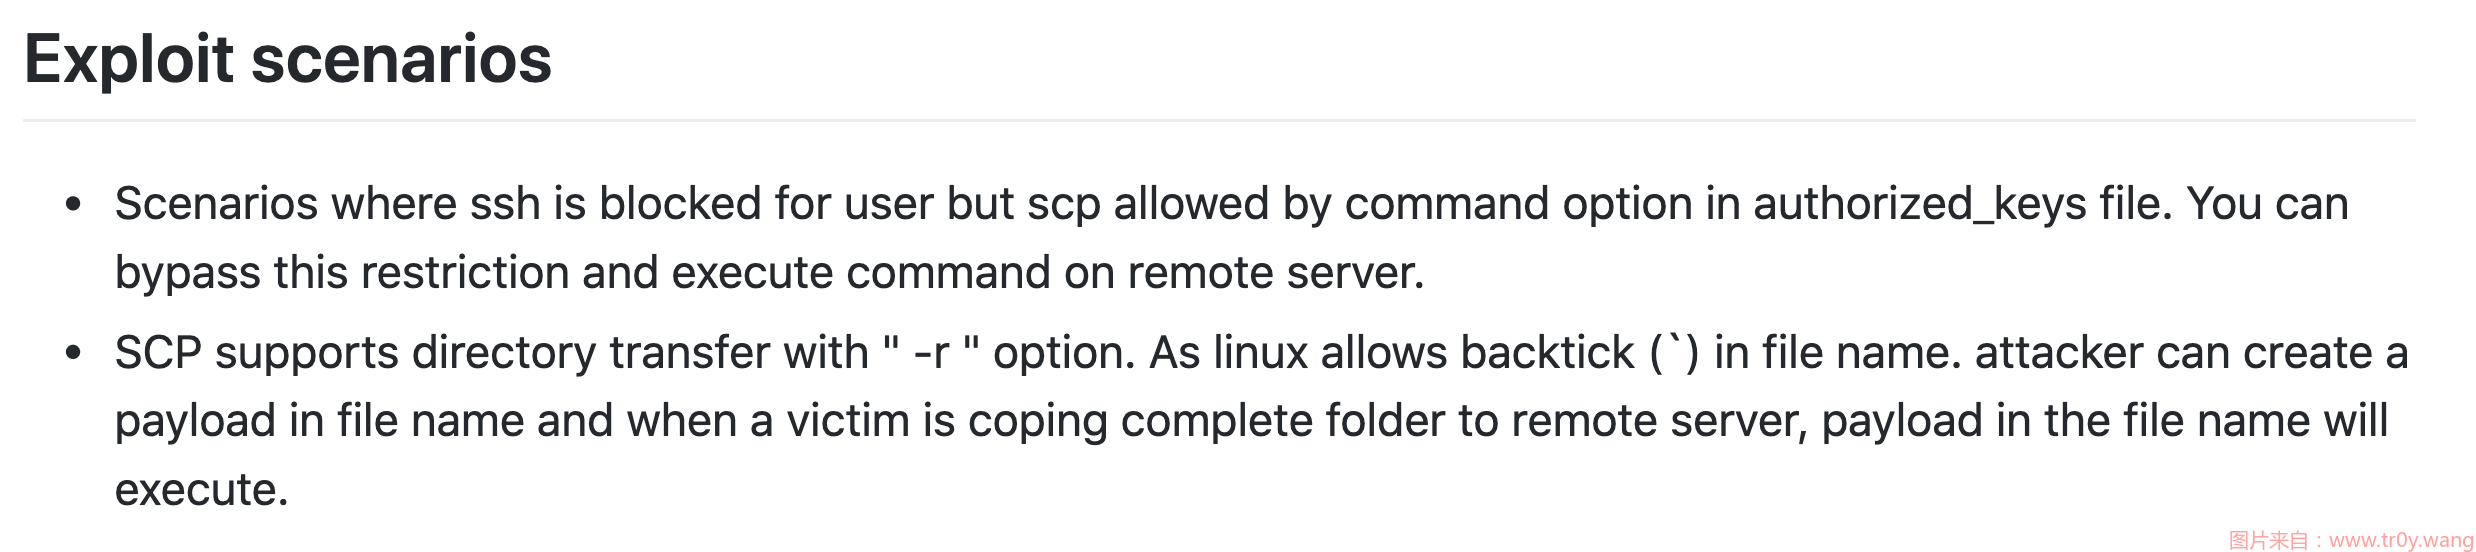 Exploit scenarios
• Scenarios where ssh is blocked for user but scp allowed by command option in authorized_keys file. You can
bypass this restriction and execute command on remote server.
• SCP supports directory transfer with " -r " option. As linux allows backtick (`) in file name. attacker can create a
payload in file name and when a victim is coping complete folder to remote server, payload in the file name will
execute.
图片来自：www.tr0y.wang